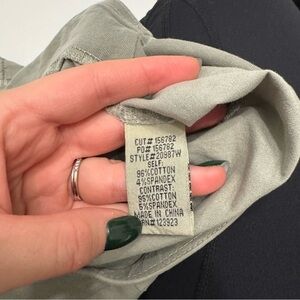 CUT# 156782
PO# 156782
STYLE#20987W
SELF:
96%COTTON
4%SPANDEX
CONTRAST:
95%COTTON
5%SPANDEX
MADE IN CHINA
RN#123923